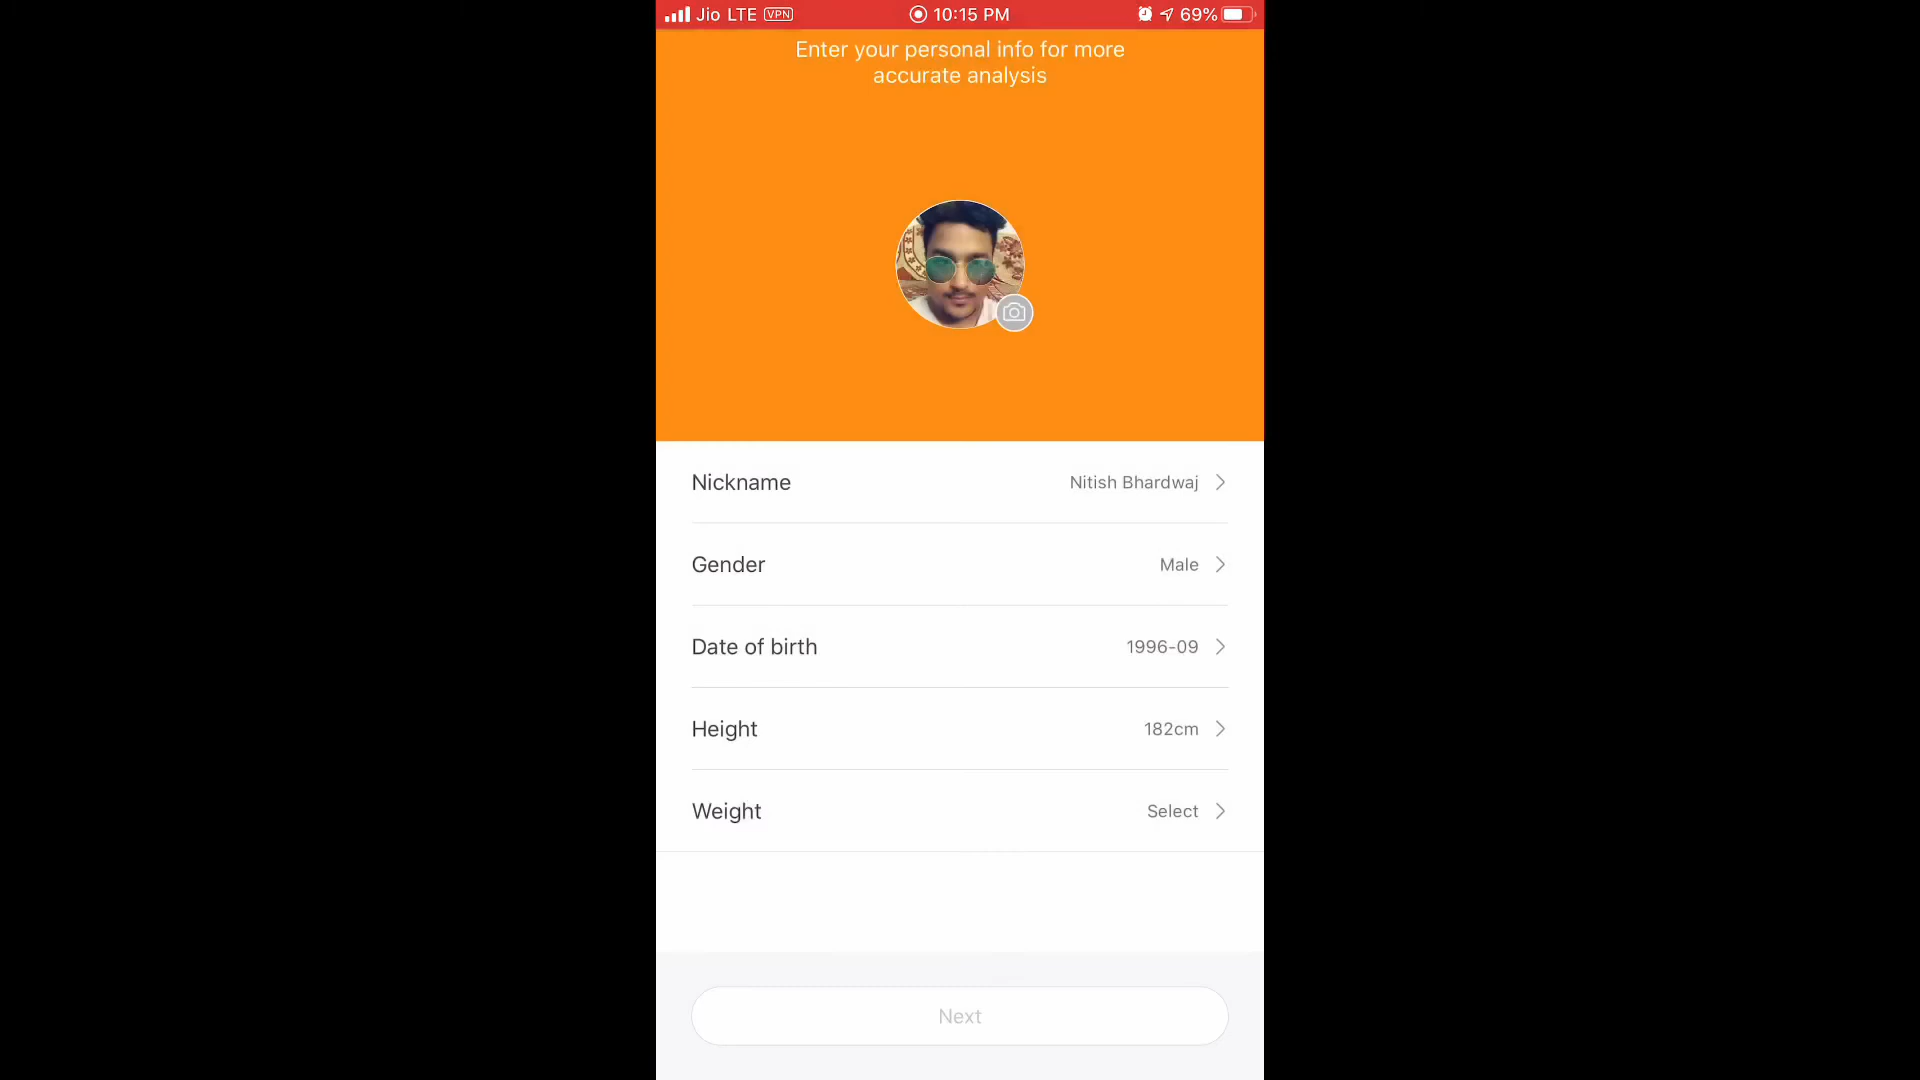 Jio LTE VPN 10:15 PM 69%
Enter your personal info for more
accurate analysis
Nickname Nitish Bhardwaj
Gender Male
Date of birth 1996-09
Height 182cm
Weight Select
Next